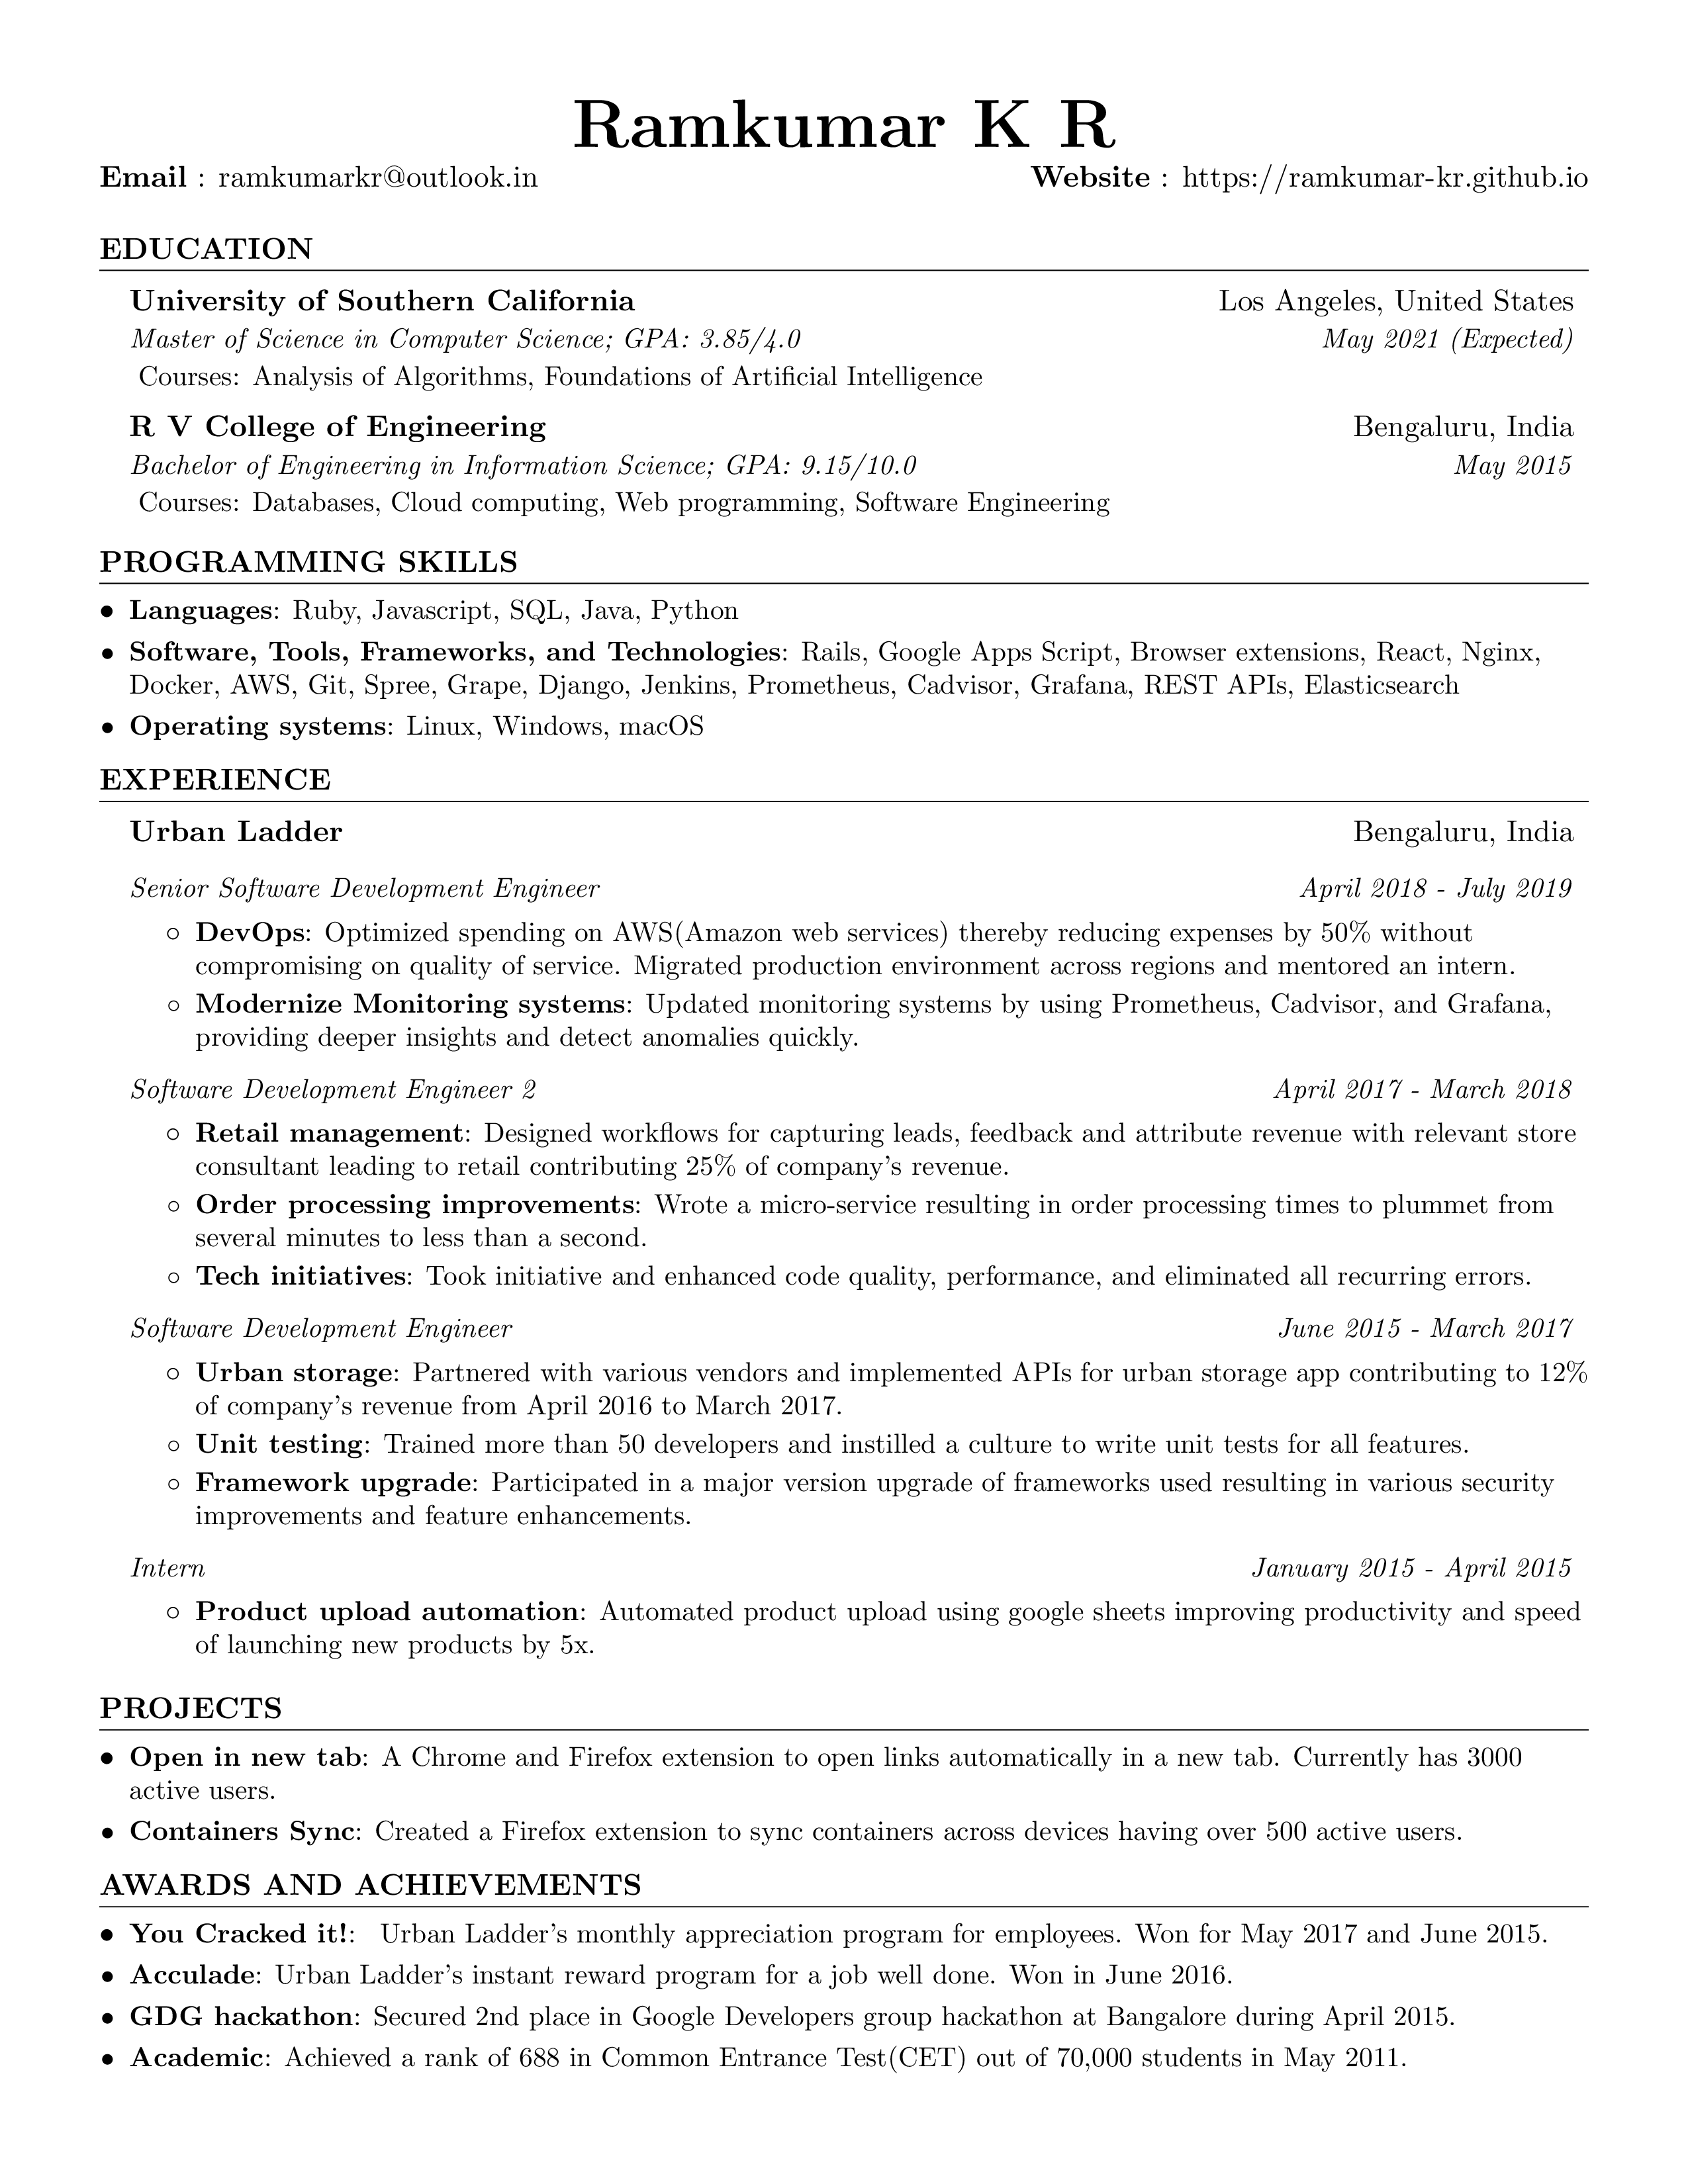 Ramkumar K R
Email : ramkumarkr@outlook.in Website : https://ramkumar-kr.github.io
EDUCATION
University of Southern California Los Angeles, United States
Master of Science in Computer Science; GPA: 3.85/4.0 May 2021 (Expected)
Courses: Analysis of Algorithms, Foundations of Artificial Intelligence
R V College of Engineering Bengaluru, India
Bachelor of Engineering in Information Science; GPA: 9.15/10.0 May 2015
Courses: Databases, Cloud computing, Web programming, Software Engineering
PROGRAMMING SKILLS
• Languages: Ruby, Javascript, SQL, Java, Python
• Software, Tools, Frameworks, and Technologies: Rails, Google Apps Script, Browser extensions, React, Nginx,
Docker, AWS, Git, Spree, Grape, Django, Jenkins, Prometheus, Cadvisor, Grafana, REST APIs, Elasticsearch
• Operating systems: Linux, Windows, macOS
EXPERIENCE
Urban Ladder Bengaluru, India
Senior Software Development Engineer April 2018 - July 2019
◦ DevOps: Optimized spending on AWS(Amazon web services) thereby reducing expenses by 50% without
compromising on quality of service. Migrated production environment across regions and mentored an intern.
◦ Modernize Monitoring systems: Updated monitoring systems by using Prometheus, Cadvisor, and Grafana,
providing deeper insights and detect anomalies quickly.
Software Development Engineer 2 April 2017 - March 2018
◦ Retail management: Designed workflows for capturing leads, feedback and attribute revenue with relevant store
consultant leading to retail contributing 25% of company's revenue.
◦ Order processing improvements: Wrote a micro-service resulting in order processing times to plummet from
several minutes to less than a second.
◦ Tech initiatives: Took initiative and enhanced code quality, performance, and eliminated all recurring errors.
Software Development Engineer June 2015 - March 2017
◦ Urban storage: Partnered with various vendors and implemented APIs for urban storage app contributing to 12%
of company's revenue from April 2016 to March 2017.
◦ Unit testing: Trained more than 50 developers and instilled a culture to write unit tests for all features.
◦ Framework upgrade: Participated in a major version upgrade of frameworks used resulting in various security
improvements and feature enhancements.
Intern January 2015 - April 2015
◦ Product upload automation: Automated product upload using google sheets improving productivity and speed
of launching new products by 5x.
PROJECTS
• Open in new tab: A Chrome and Firefox extension to open links automatically in a new tab. Currently has 3000
active users.
• Containers Sync: Created a Firefox extension to sync containers across devices having over 500 active users.
AWARDS AND ACHIEVEMENTS
• You Cracked it!: Urban Ladder's monthly appreciation program for employees. Won for May 2017 and June 2015.
• Acculade: Urban Ladder's instant reward program for a job well done. Won in June 2016.
• GDG hackathon: Secured 2nd place in Google Developers group hackathon at Bangalore during April 2015.
• Academic: Achieved a rank of 688 in Common Entrance Test(CET) out of 70,000 students in May 2011.